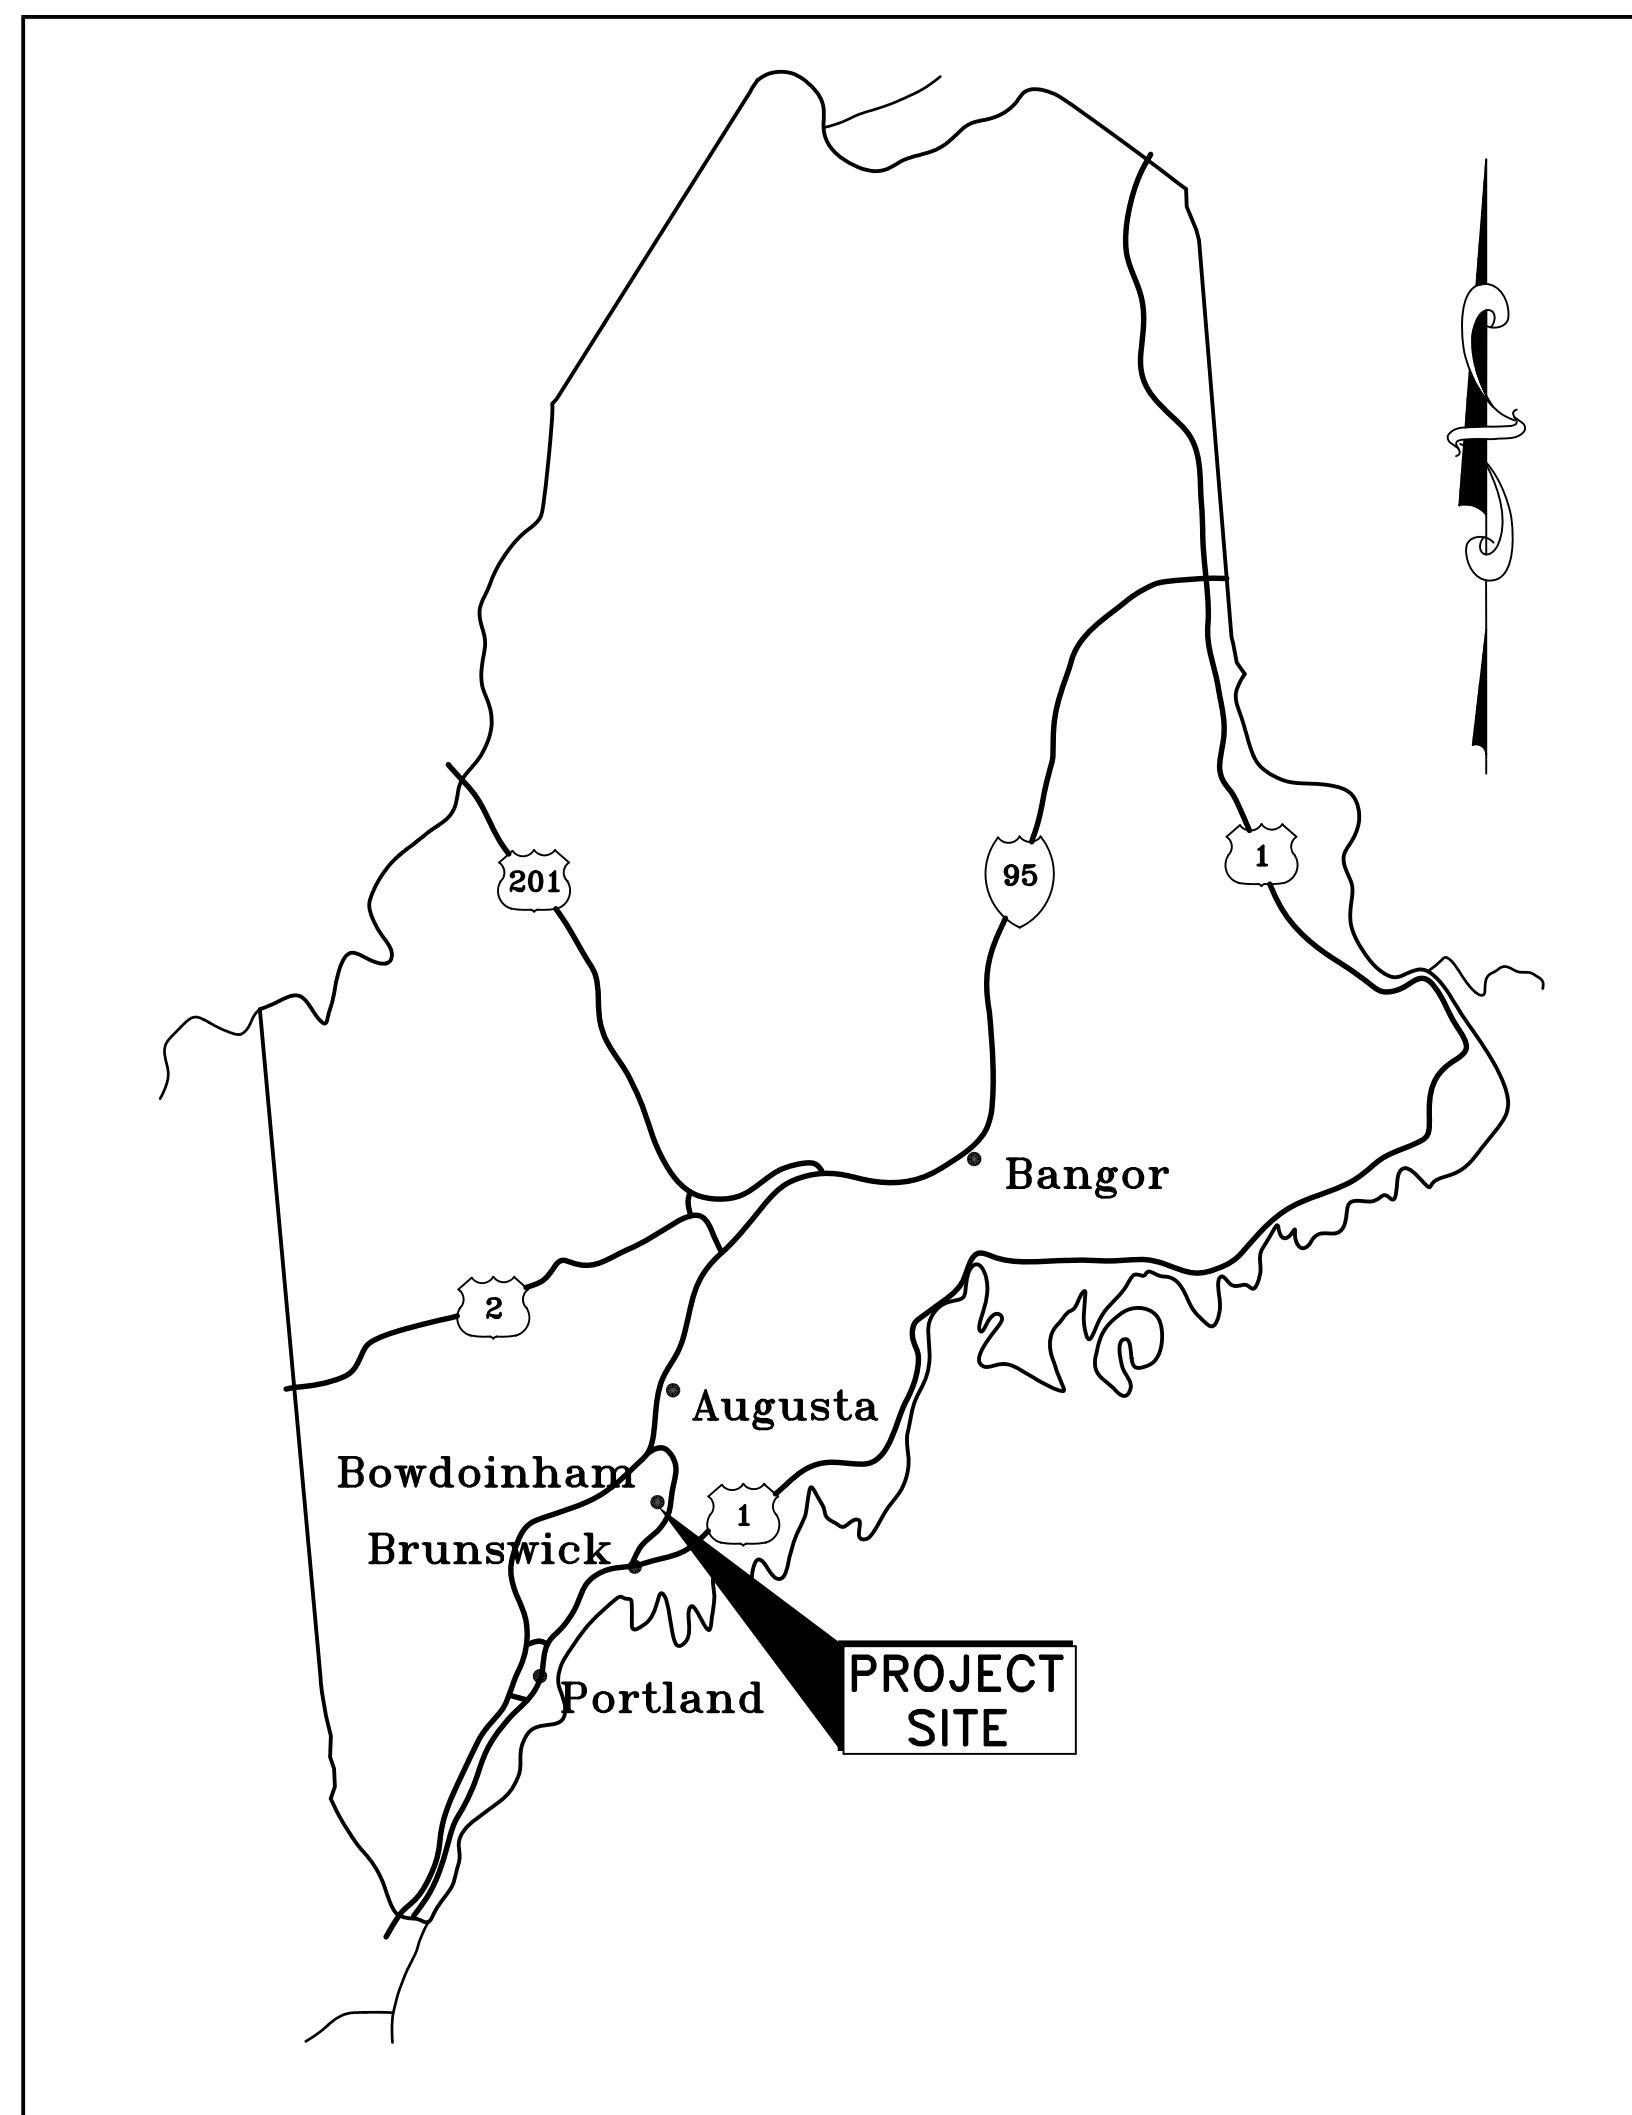 201
95
1
Bangor
2
Augusta
Bowdoinham
1
Brunswick
PROJECT
SITE
Portland